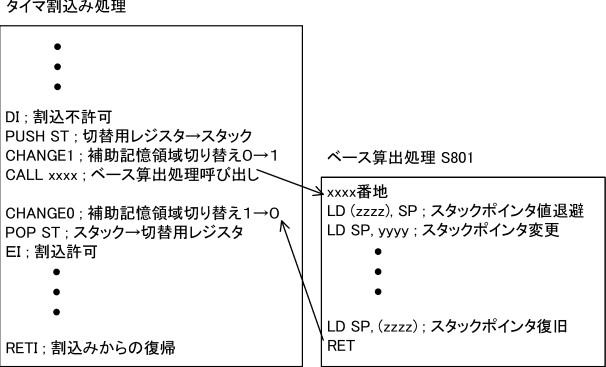 タイマ割込み処理
DI ; 割込不許可
PUSH ST ; 切替用レジスタ→スタック
CHANGE1 ; 補助記憶領域切り替え0→1
CALL xxxx ; ベース算出処理呼び出し
CHANGE0 ; 補助記憶領域切り替え1→0
POP ST ; スタック→切替用レジスタ
EI ; 割込許可
RETI ; 割込みからの復帰
ベース算出処理 S801
xxxx番地
LD (zzzz), SP ; スタックポインタ値退避
LD SP, yyyy ; スタックポインタ変更
LD SP, (zzzz) ; スタックポインタ復旧
RET